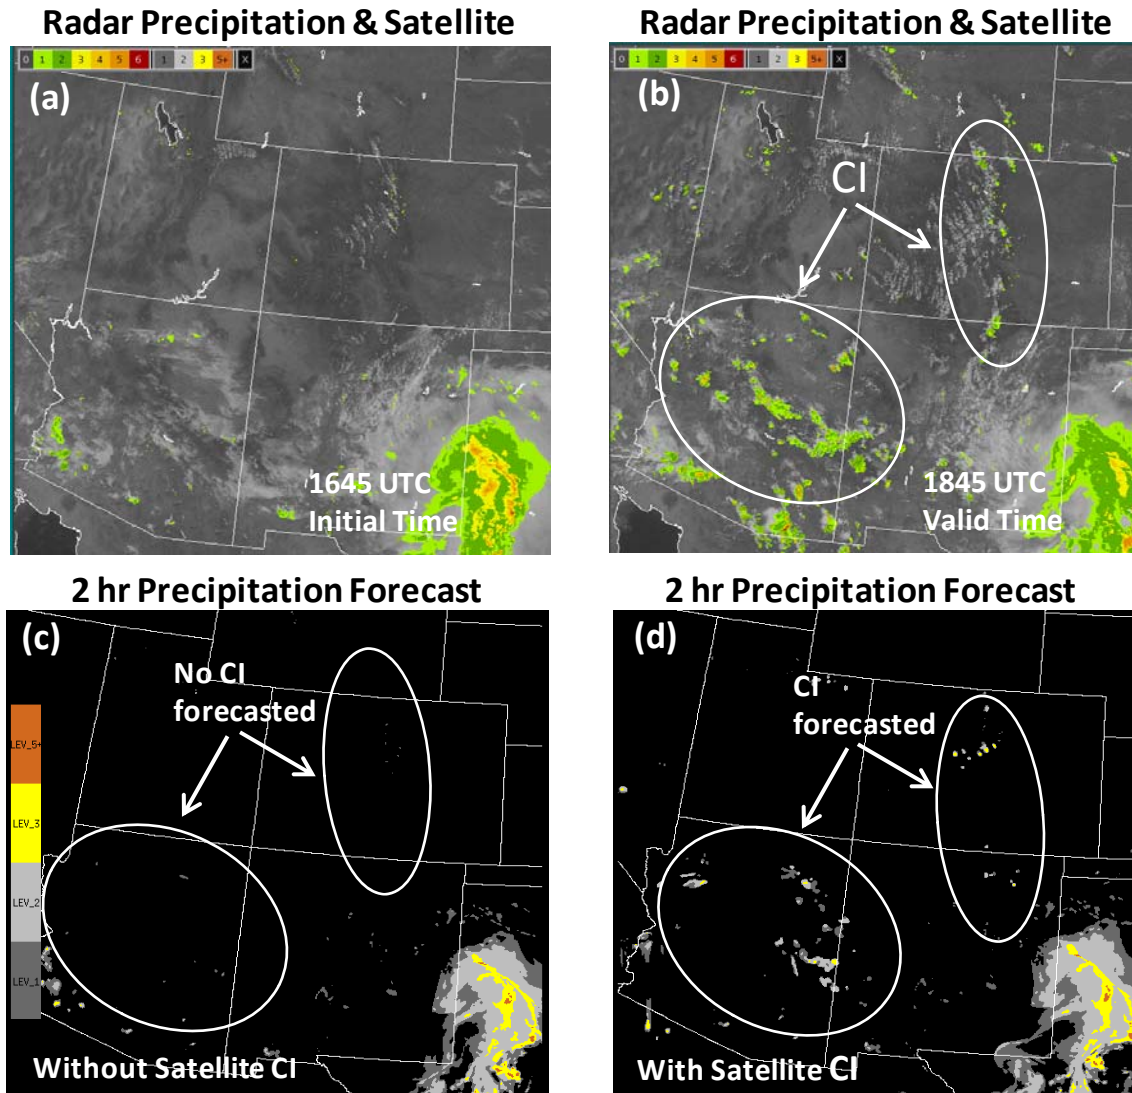 Radar Precipitation & Satellite
Radar Precipitation & Satellite
0 1 2 3 4 5 6 1 2 3 5+ X
(a)
1645 UTC
Initial Time
0 1 2 3 4 5 6 1 2 3 5+ X
(b)
CI
1845 UTC
Valid Time
2 hr Precipitation Forecast
2 hr Precipitation Forecast
(c)
No CI
forecasted
LEV_5+
LEV_3
LEV_2
LEV_1
Without Satellite CI
(d)
CI
forecasted
With Satellite CI